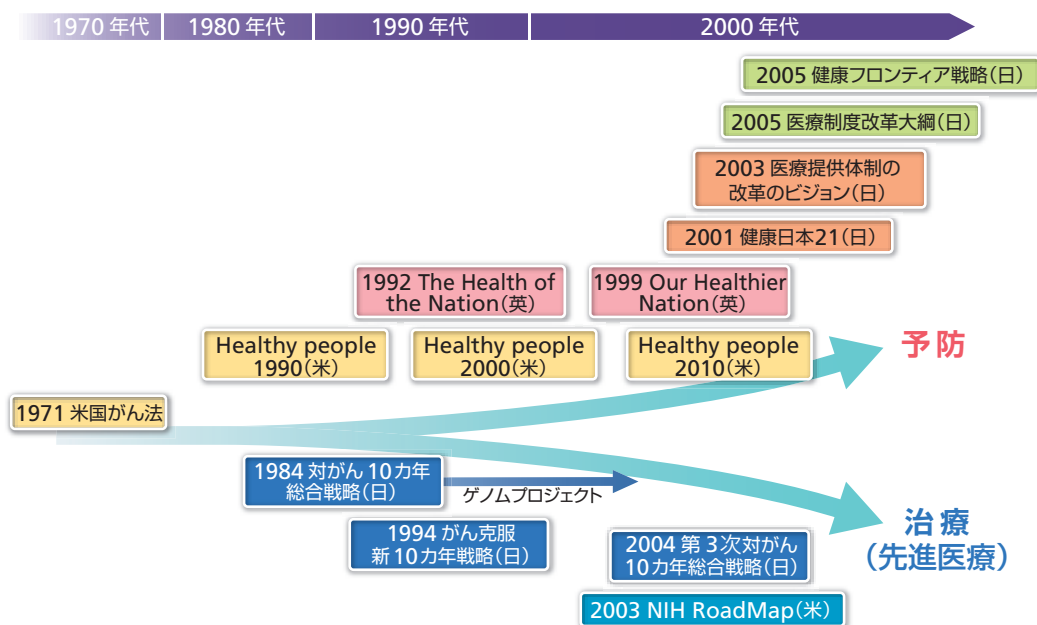 1970 年代
1980 年代
1990 年代
2000 年代
2005 健康フロンティア戦略(日)
2005 医療制度改革大綱(日)
2003 医療提供体制の
改革のビジョン(日)
2001 健康日本21(日)
1992 The Health of
the Nation(英)
1999 Our Healthier
Nation(英)
Healthy people
1990(米)
Healthy people
2000(米)
Healthy people
2010(米)
予防
1971 米国がん法
1984 対がん 10カ年
総合戦略(日)
ゲノムプロジェクト
1994 がん克服
新 10カ年戦略(日)
2004 第 3次対がん
10カ年総合戦略(日)
治療
(先進医療)
2003 NIH RoadMap(米)